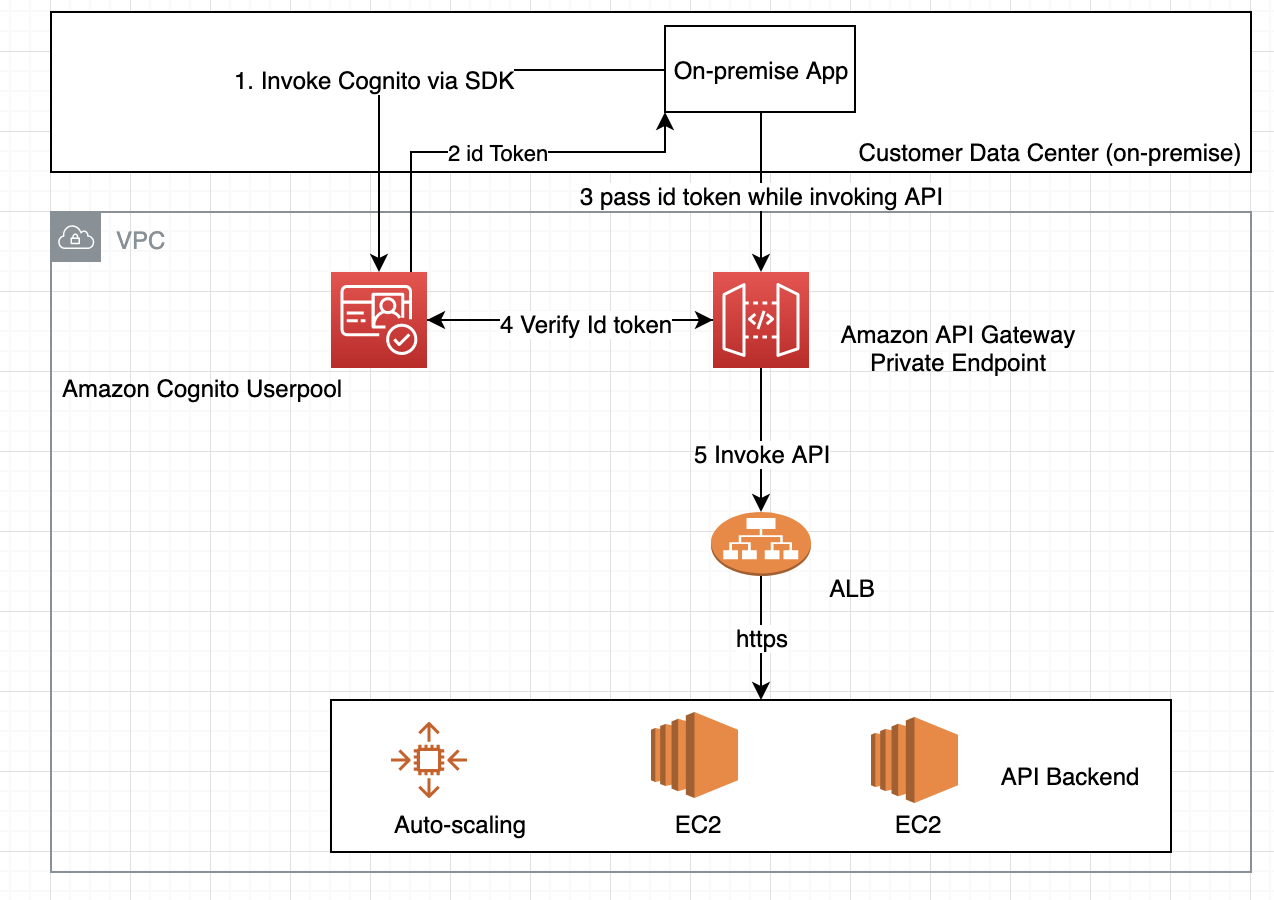 On-premise App
1. Invoke Cognito via SDK
2 id Token
Customer Data Center (on-premise)
3 pass id token while invoking API
VPC
4 Verify Id token
Amazon API Gateway
Private Endpoint
Amazon Cognito Userpool
5 Invoke API
ALB
https
API Backend
Auto-scaling
EC2
EC2